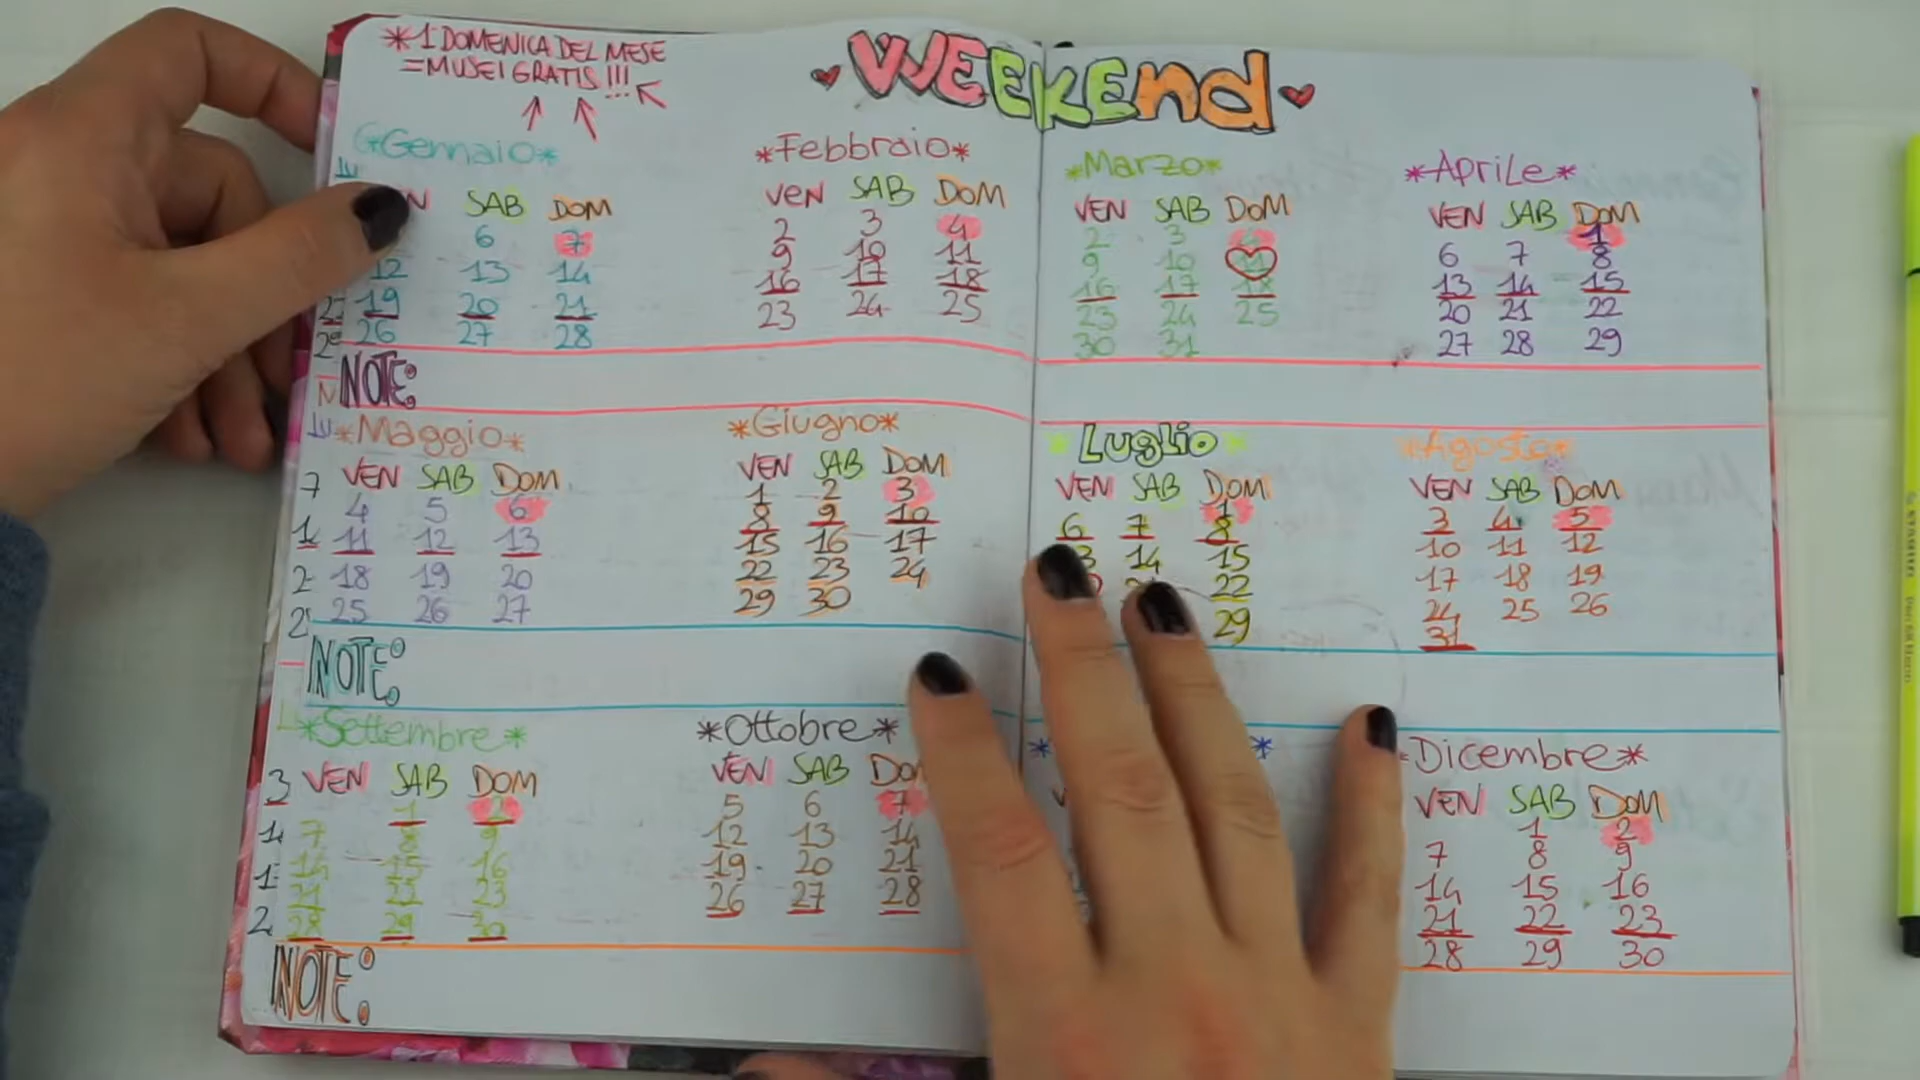 *1 DOMENICA DEL MESE
=MUSEI GRATIS!!!
WEEKEnd
Gennaio*
SAB DOM
6 7
12 13 14
19 20 21
26 27 28
*Febbraio*
VEN SAB DOM
2 3 4
9 10 11
16 17 18
23 24 25
*Marzo*
VEN SAB DOM
2 3 4
9 10 11
16 17 18
23 24 25
30 31
*Aprile*
VEN SAB DOM
1
6 7 8
13 14 15
20 21 22
27 28 29
NOTE:
*Maggio*
VEN SAB DOM
4 5 6
11 12 13
18 19 20
25 26 27
*Giugno*
VEN SAB DOM
1 2 3
8 9 10
15 16 17
22 23 24
29 30
*Luglio*
VEN SAB DOM
1
6 7 8
14 15
22
29
*Agosto*
VEN SAB DOM
3 4 5
10 11 12
17 18 19
24 25 26
31
NOTE:
*Settembre*
VEN SAB DOM
1 2
7 8 9
14 15 16
21 22 23
28 29 30
*Ottobre*
VEN SAB DOM
5 6 7
12 13 14
19 20 21
26 27 28
*Dicembre*
VEN SAB DOM
1 2
7 8 9
14 15 16
21 22 23
28 29 30
NOTE: